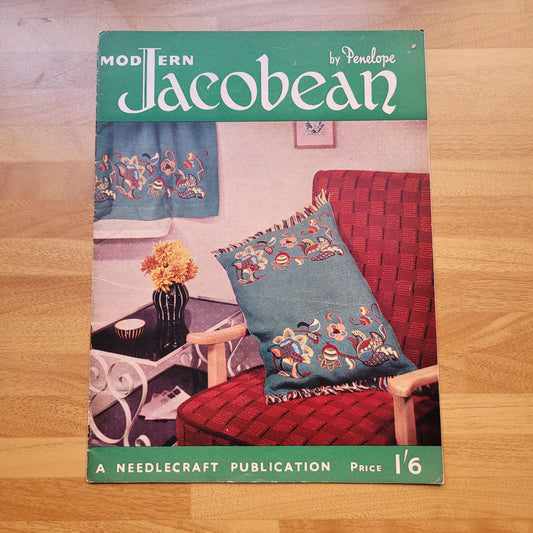 MODERN
by Penelope
Jacobean
A NEEDLECRAFT PUBLICATION PRICE 1'6